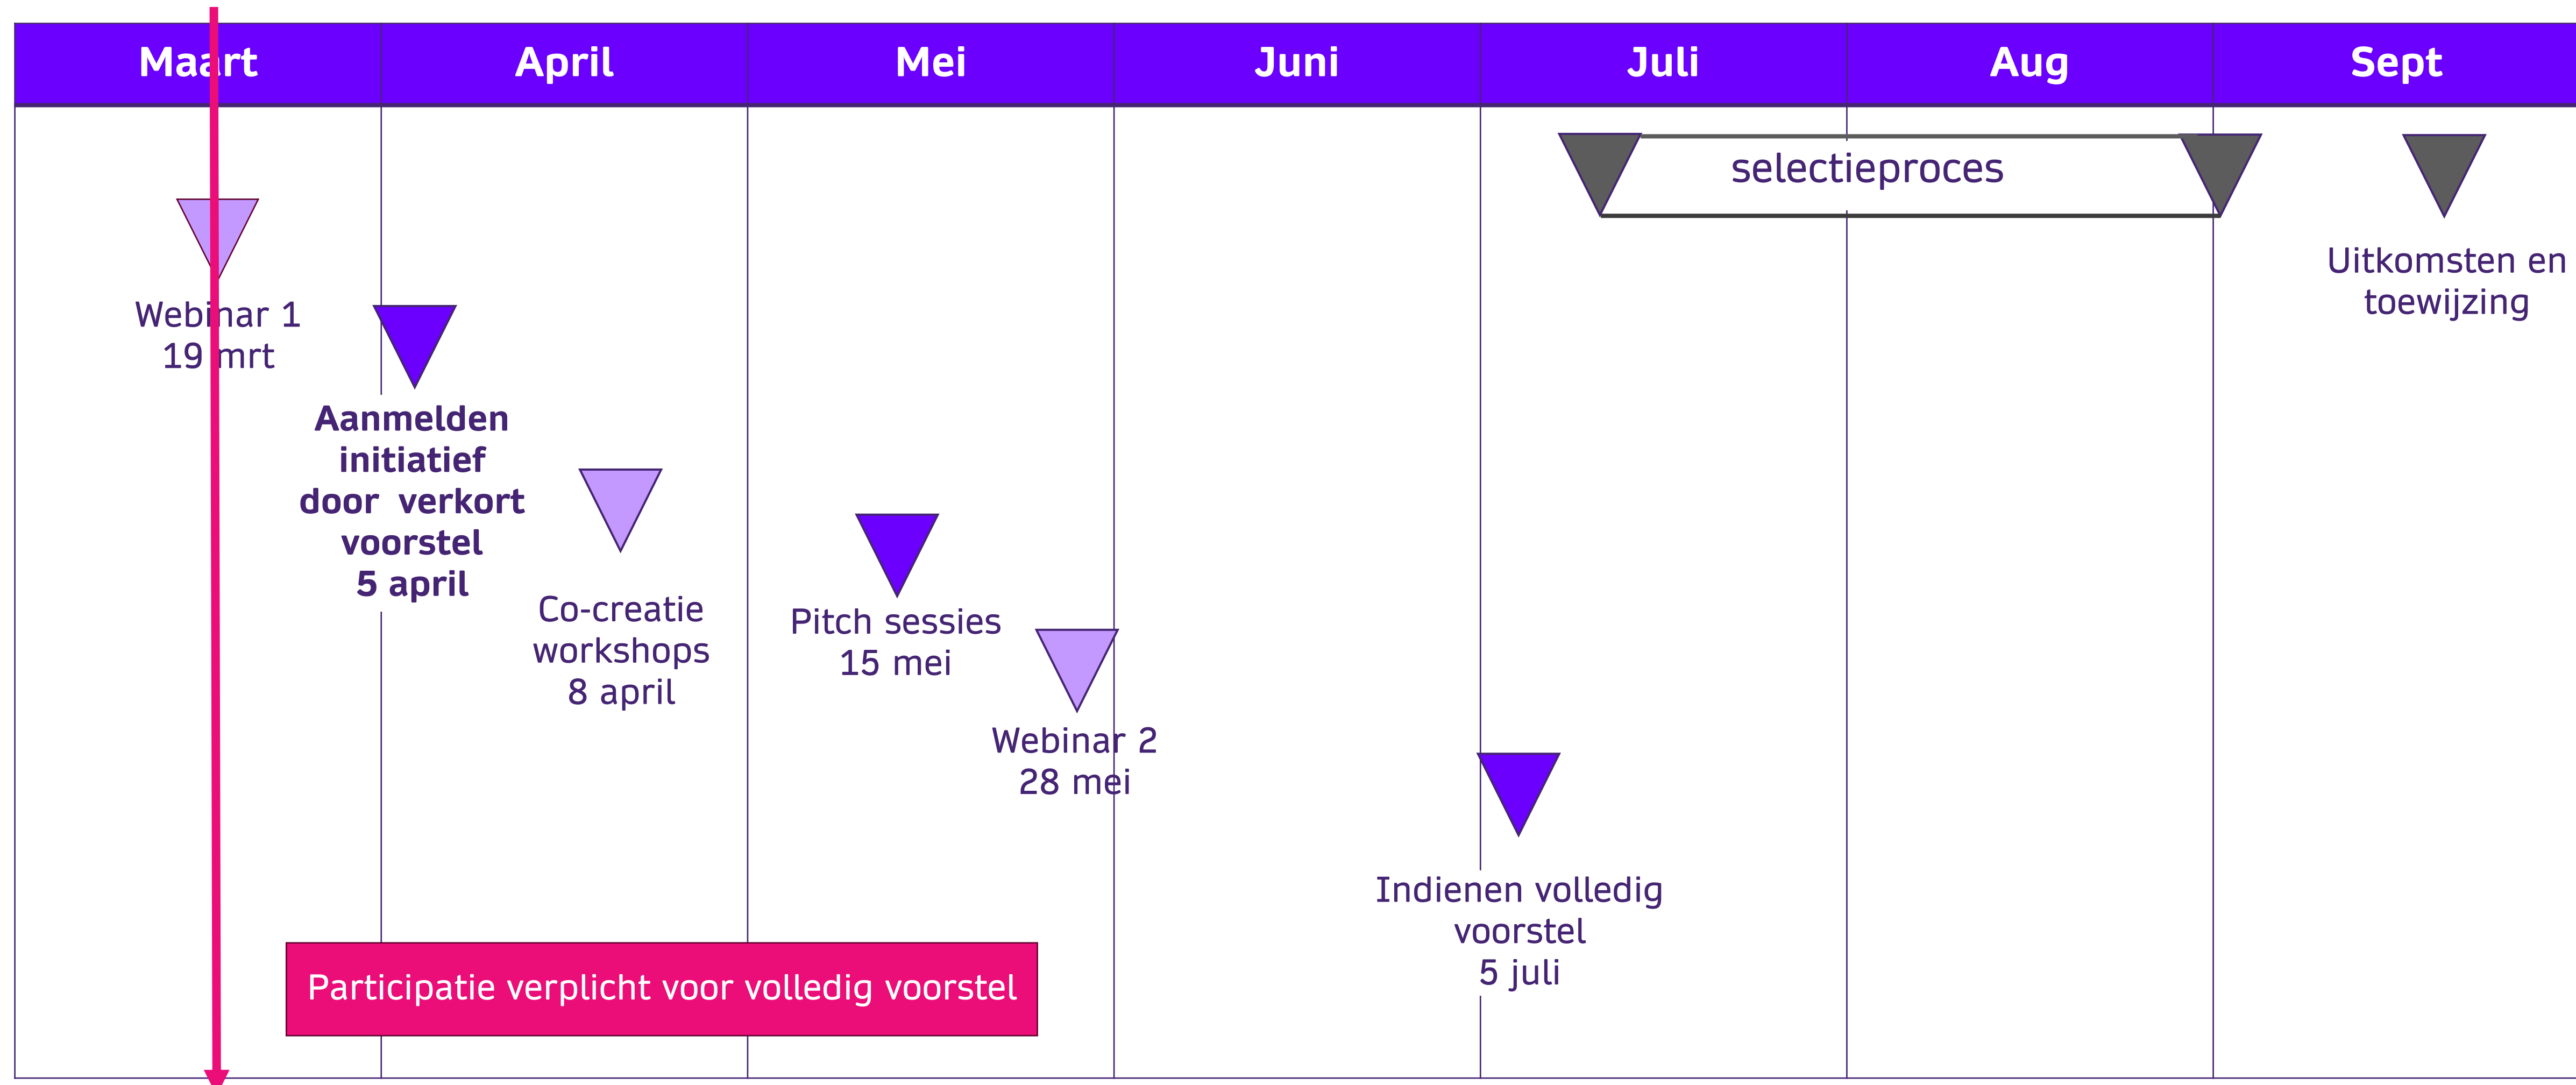 Maart
April
Mei
Juni
Juli
Aug
Sept
selectieproces
Uitkomsten en
toewijzing
Webinar 1
19 mrt
Aanmelden
initiatief
door  verkort
voorstel
5 april
Co-creatie
workshops
8 april
Pitch sessies
15 mei
Webinar 2
28 mei
Indienen volledig
voorstel
5 juli
Participatie verplicht voor volledig voorstel